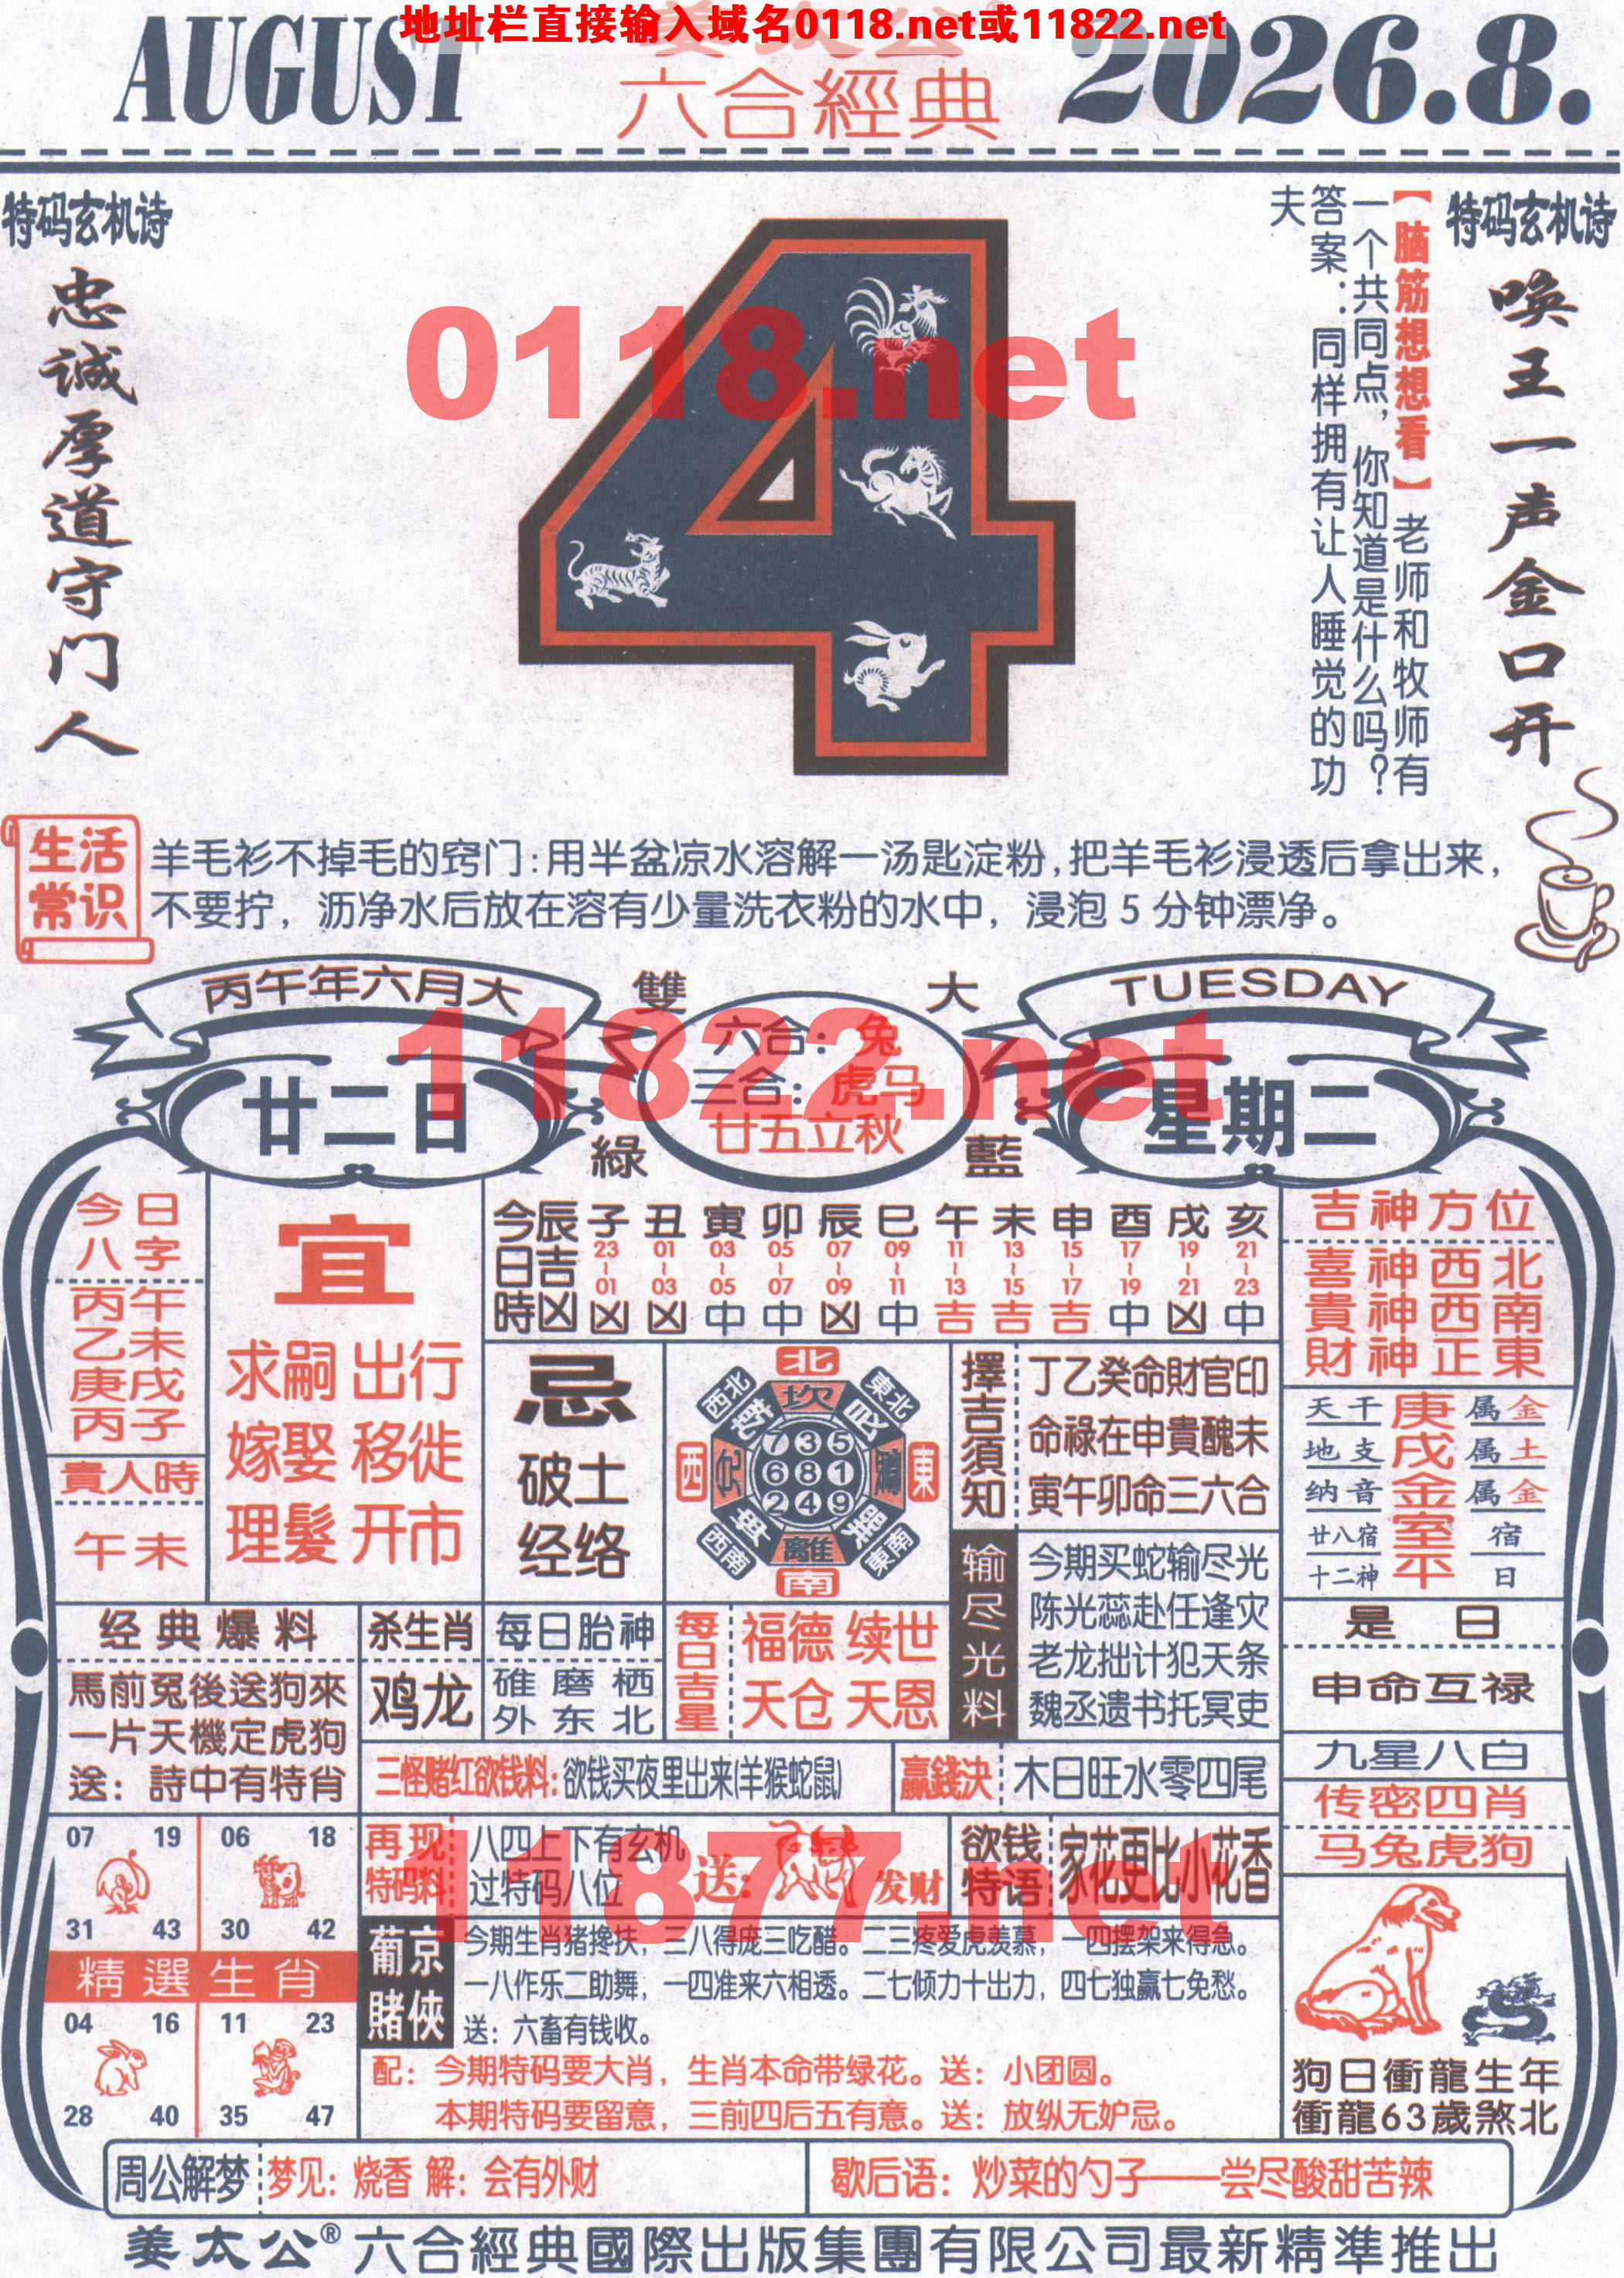 地址栏直接输入域名0118.net或11822.net
AUGUST
姜太公
六合經典
2026.8.
特码玄机诗
忠诚厚道守门人
4
【脑筋想想看】老师和牧师有
一个共同点，你知道是什么吗？
答案：同样拥有让人睡觉的功
夫
特码玄机诗
唤王一声金口开
0118.net
生活
常识
羊毛衫不掉毛的窍门:用半盆凉水溶解一汤匙淀粉,把羊毛衫浸透后拿出来,
不要拧，沥净水后放在溶有少量洗衣粉的水中，浸泡5分钟漂净。
丙午年六月大
廿二日
雙
大
六合：兔
三合：虎马
廿五立秋
綠
藍
TUESDAY
星期二
11822.net
今日
八字
丙午
乙未
庚戌
丙子
貴人時
午未
宜
求嗣 出行
嫁娶 移徙
理髮 开市
今辰 子 丑 寅 卯 辰 巳 午 未 申 酉 戌 亥
日吉 23~01 01~03 03~05 05~07 07~09 09~11 11~13 13~15 15~17 17~19 19~21 21~23
時凶 凶 凶 中 中 凶 中 吉 吉 吉 中 凶 中
忌
破土
经络
北
西北 坎 東北
乾 艮
735
西 兑 681 震 東
249
坤 巽
西南 離 東南
南
擇吉須知
丁乙癸命財官印
命祿在申貴醜未
寅午卯命三六合
输尽光料
今期买蛇输尽光
陈光蕊赴任逢灾
老龙拙计犯天条
魏丞遗书托冥吏
吉神方位
喜神西北
貴神西南
財神正東
天干 庚 属金
地支 戌 属土
纳音 金 属金
廿八宿 室 宿
十二神 平 日
是日
申命互禄
九星八白
传密四肖
马兔虎狗
狗日衝龍生年
衝龍63歲煞北
经典爆料
馬前兔後送狗來
一片天機定虎狗
送：詩中有特肖
杀生肖
鸡龙
每日胎神
碓磨栖
外东北
每日吉星
福德 续世
天仓 天恩
三怪赌红欲钱料:欲钱买夜里出来(羊猴蛇鼠)
赢錢決 木日旺水零四尾
07 19 06 18
31 43 30 42
精選生肖
04 16 11 23
28 40 35 47
再现
特码料
八四上下有玄机
过特码八位
送: 发财
欲钱
特语
家花更比小花香
11877.net
葡京
賭侠
今期生肖猪搀扶，三八得庞三吃醋。二三疼爱虎羡慕，一四摆架来得急。
一八作乐二助舞，一四准来六相透。二七倾力十出力，四七独赢七免愁。
送：六畜有钱收。
配：今期特码要大肖，生肖本命带绿花。送：小团圆。
本期特码要留意，三前四后五有意。送：放纵无妒忌。
周公解梦 梦见：烧香 解：会有外财
歇后语：炒菜的勺子——尝尽酸甜苦辣
姜太公®六合經典國際出版集團有限公司最新精準推出